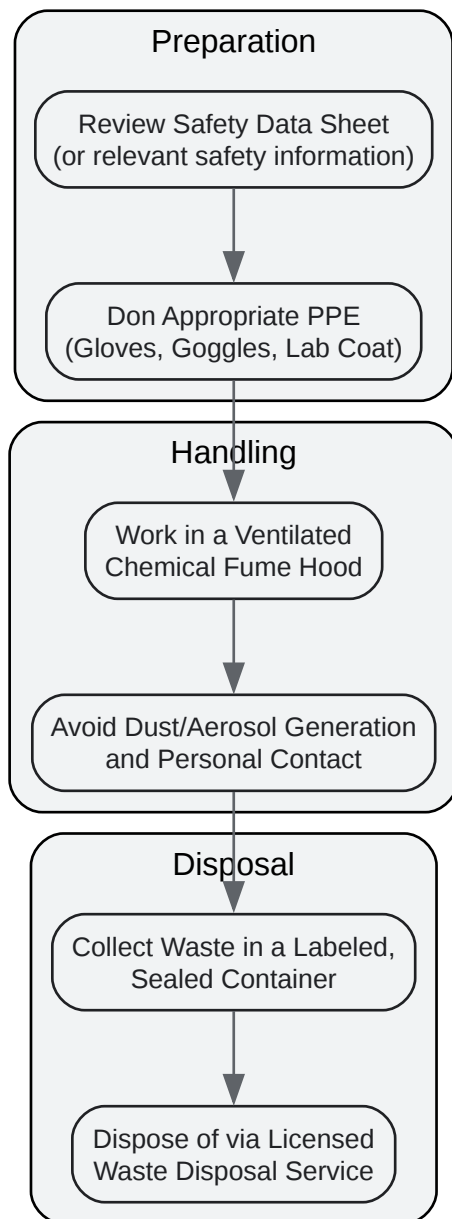 Preparation
Review Safety Data Sheet
(or relevant safety information)
Don Appropriate PPE
(Gloves, Goggles, Lab Coat)
Handling
Work in a Ventilated
Chemical Fume Hood
Avoid Dust/Aerosol Generation
and Personal Contact
Disposal
Collect Waste in a Labeled,
Sealed Container
Dispose of via Licensed
Waste Disposal Service